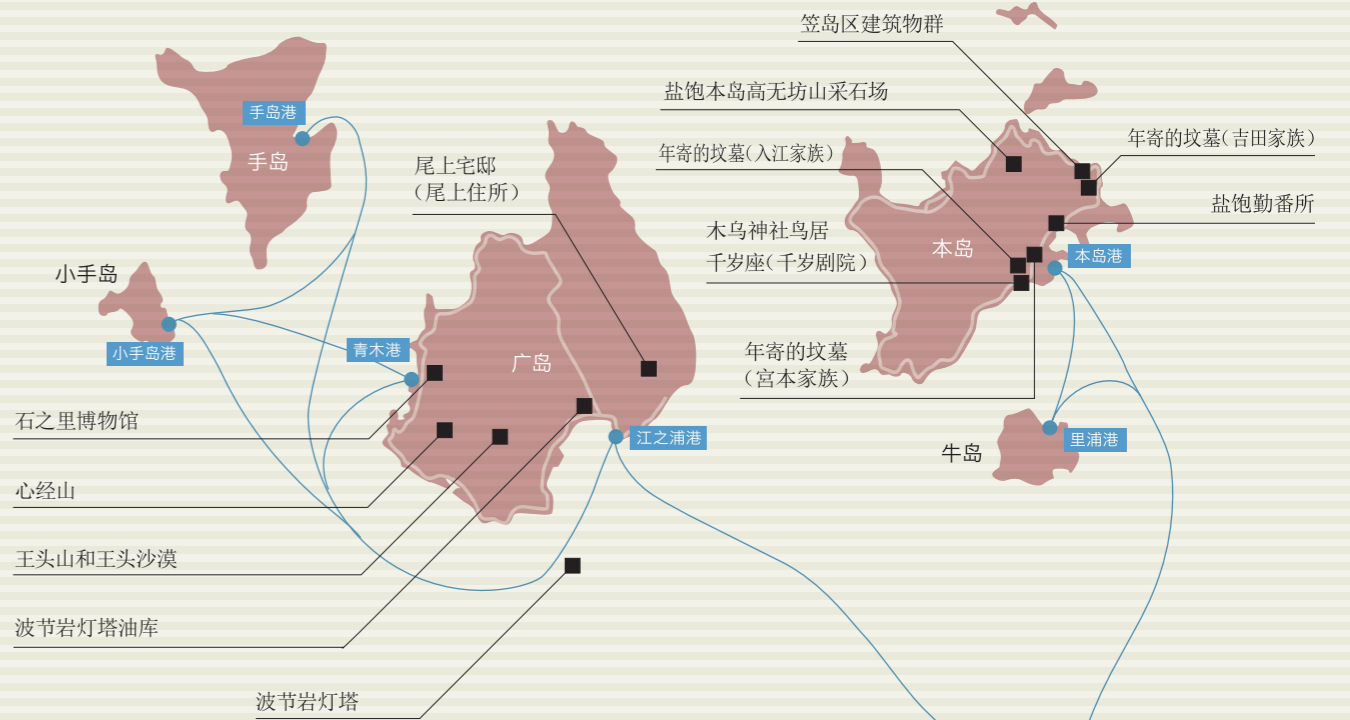 笠岛区建筑物群
盐饱本岛高无坊山采石场
手岛港
年寄的坟墓（吉田家族）
手岛
尾上宅邸
（尾上住所）
年寄的坟墓（入江家族）
盐饱勤番所
木乌神社鸟居
千岁座（千岁剧院）
本岛
本岛港
小手岛
小手岛港
青木港
广岛
年寄的坟墓
（宫本家族）
石之里博物馆
江之浦港
里浦港
牛岛
心经山
王头山和王头沙漠
波节岩灯塔油库
波节岩灯塔